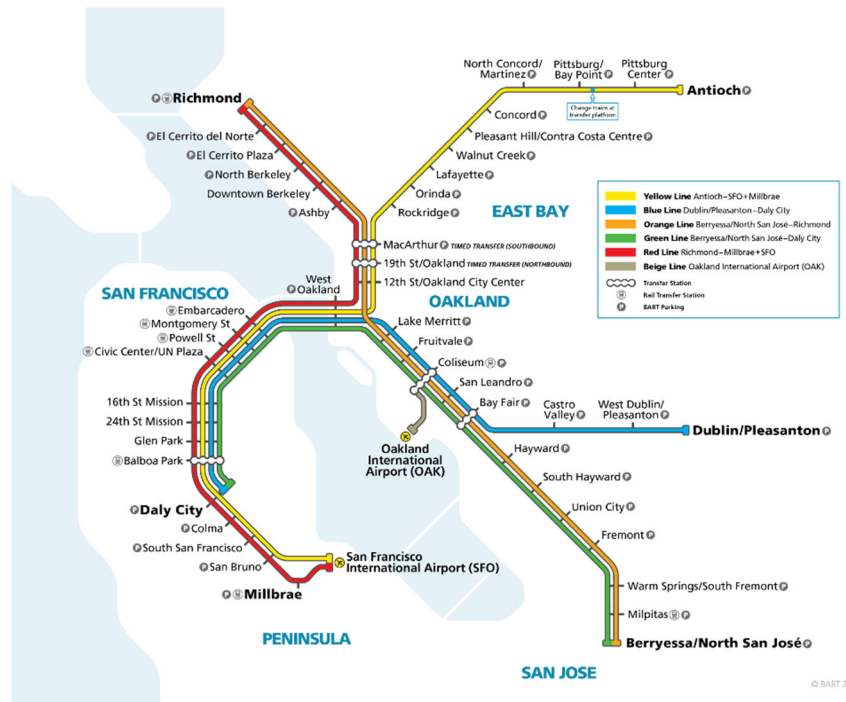 North Concord/
Martinez P
Pittsburg/
Bay Point P
Pittsburg
Center P
Antioch P
Change trains at
transfer platform
P Richmond
Concord P
Pleasant Hill/Contra Costa Centre P
Walnut Creek P
Lafayette P
Orinda P
Rockridge P
P El Cerrito del Norte
P El Cerrito Plaza
P North Berkeley
Downtown Berkeley
P Ashby
EAST BAY
Yellow Line Antioch–SFO+Millbrae
Blue Line Dublin/Pleasanton–Daly City
Orange Line Berryessa/North San José–Richmond
Green Line Berryessa/North San José–Daly City
Red Line Richmond–Millbrae+SFO
Beige Line Oakland International Airport (OAK)
Transfer Station
Rail Transfer Station
P BART Parking
MacArthur P TIMED TRANSFER (SOUTHBOUND)
19th St/Oakland TIMED TRANSFER (NORTHBOUND)
12th St/Oakland City Center
West
P Oakland
SAN FRANCISCO
OAKLAND
Embarcadero
Montgomery St
Powell St
Civic Center/UN Plaza
16th St Mission
24th St Mission
Glen Park
Balboa Park
P Daly City
P Colma
P South San Francisco
P San Bruno
P Millbrae
San Francisco
International Airport (SFO)
Lake Merritt P
Fruitvale P
Coliseum P
San Leandro P
Bay Fair P
Castro
Valley P
West Dublin/
Pleasanton P
Dublin/Pleasanton P
Oakland
International
Airport (OAK)
Hayward P
South Hayward P
Union City P
Fremont P
Warm Springs/South Fremont P
Milpitas P
Berryessa/North San José P
PENINSULA
SAN JOSE
© BART 2